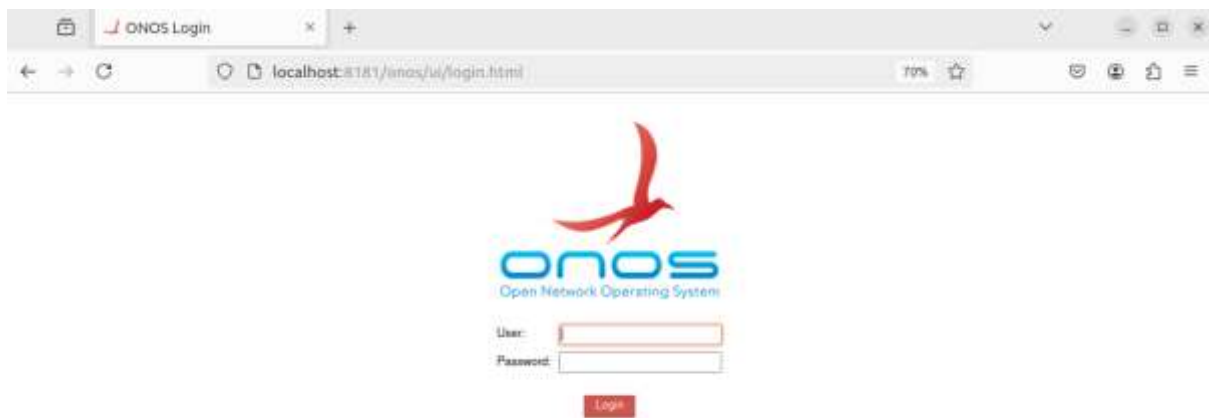 ONOS Login
localhost:8181/onos/ui/login.html
70%
onos
Open Network Operating System
User:
Password:
Login